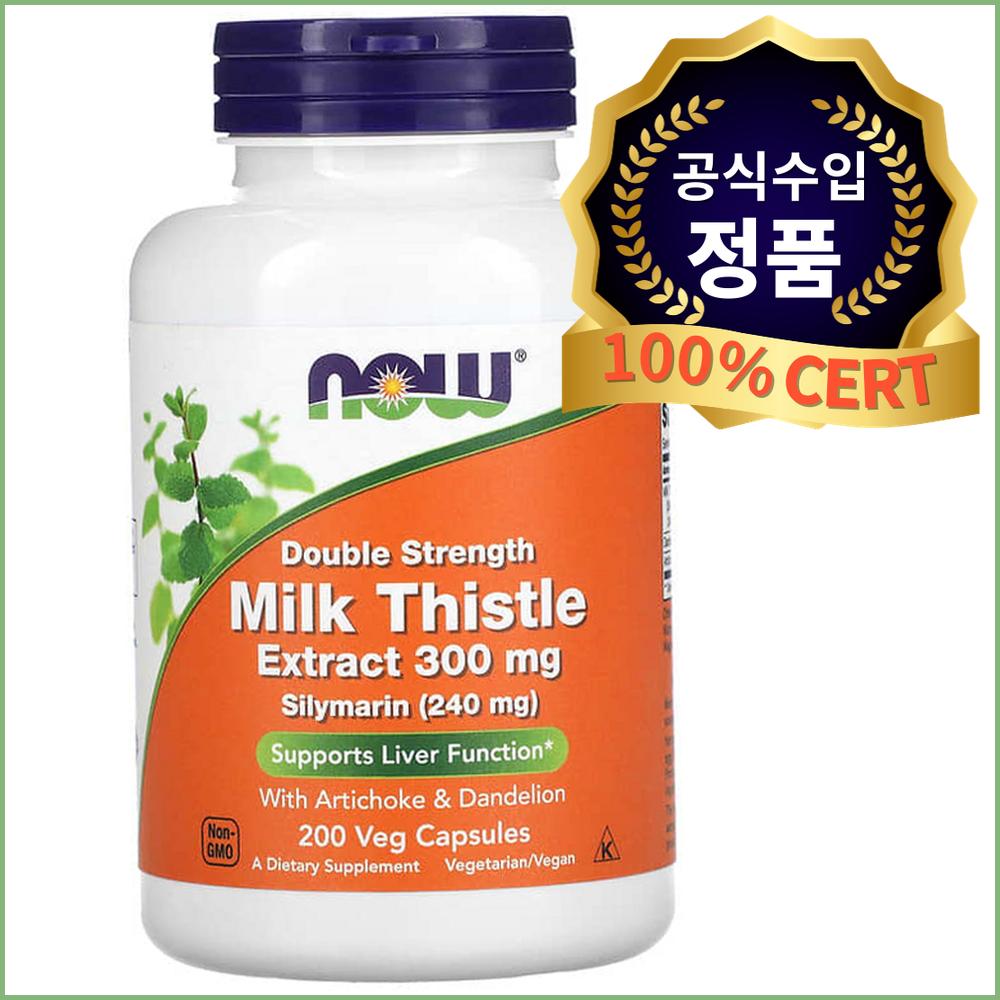 공식수입
정품
100% CERT
NOW®
Double Strength
Milk Thistle
Extract 300 mg
Silymarin (240 mg)
Supports Liver Function*
With Artichoke & Dandelion
200 Veg Capsules
Non-
GMO
A Dietary Supplement Vegetarian/Vegan
K